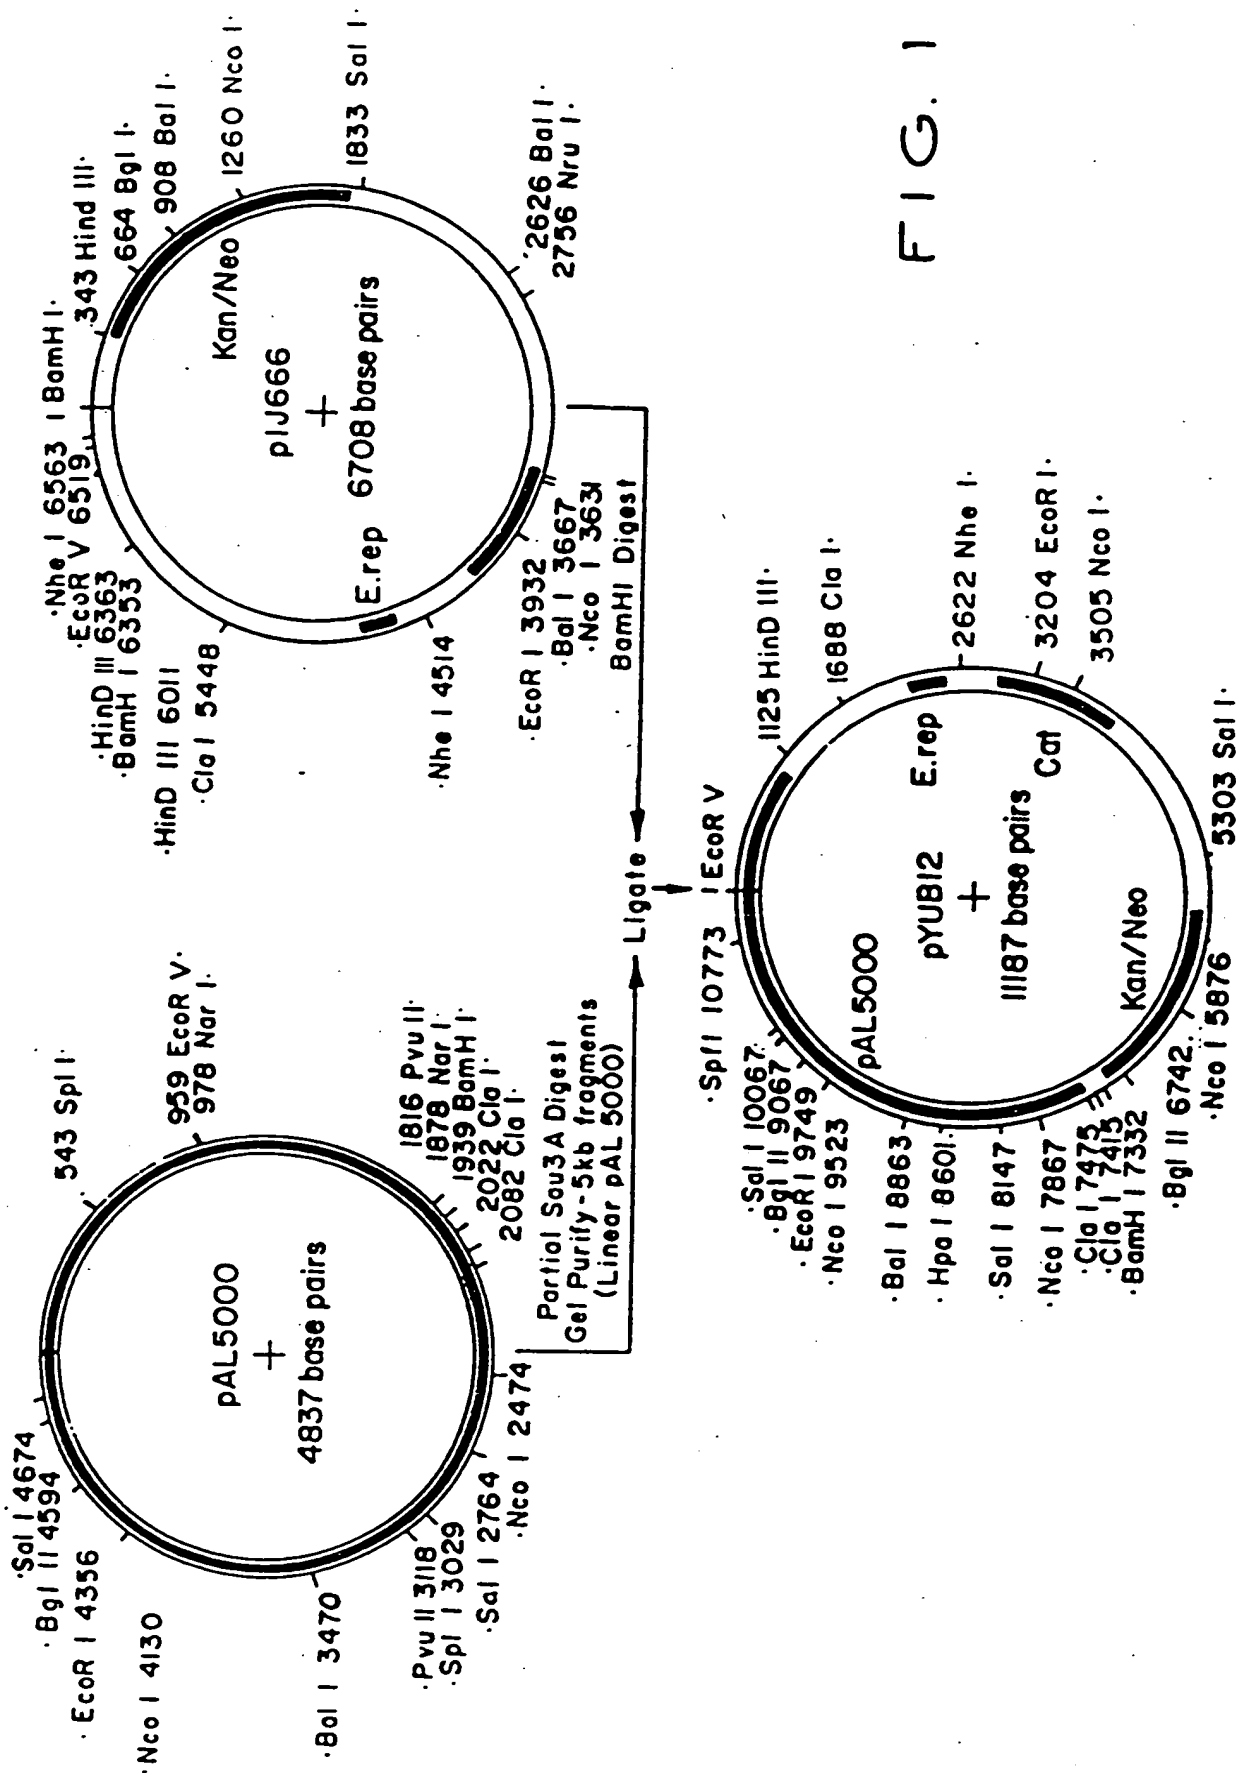 ·Sal I 4674
·Bgl II 4594
·EcoR I 4356
·Nco I 4130
·Bal I 3470
·Pvu II 3118
·Spl I 3029
·Sal I 2764
·Nco I 2474
543 Spl I·
959 EcoR V·
978 Nar I·
1816 Pvu II·
1878 Nar I·
1939 BamH I·
2022 Cla I·
2082 Cla I·
pAL5000
+
4837 base pairs
·Nhe I 6563
·EcoR V 6519
·HinD III 6363
·BamH I 6353
·HinD III 6011
·Cla I 5448
·Nhe I 4514
·EcoR I 3932
·Bal I 3667
·Nco I 3631
1 BamH I·
343 Hind III·
664 Bgl I·
908 Bal I·
1260 Nco I·
1833 Sal I·
2626 Bal I·
2756 Nru I·
Kan/Neo
pIJ666
+
6708 base pairs
E.rep
Partial Sau3A Digest
Gel Purify~5kb fragments
(Linear pAL 5000)
BamHI Digest
Ligate
·Spl I 10773
·Sal I 10067
·Bgl II 9067
·EcoR I 9749
·Nco I 9523
·Bal I 8863
·Hpa I 8601
·Sal I 8147
·Nco I 7867
·Cla I 7475
·Cla I 7415
·BamH I 7332
·Bgl II 6742
·Nco I 5876
1 EcoR V
1125 HinD III·
1688 Cla I·
2622 Nhe I·
3204 EcoR I·
3505 Nco I·
5303 Sal I·
pAL5000
pYUB12
+
11187 base pairs
E.rep
Cat
Kan/Neo
FIG. 1